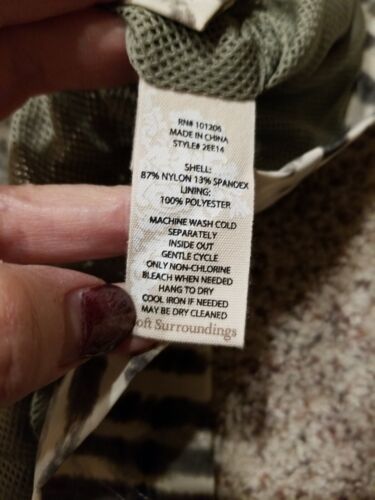 RN# 101206
MADE IN CHINA
STYLE# 2EE14
SHELL:
87% NYLON 13% SPANDEX
LINING:
100% POLYESTER
MACHINE WASH COLD
SEPARATELY
INSIDE OUT
GENTLE CYCLE
ONLY NON-CHLORINE
BLEACH WHEN NEEDED
HANG TO DRY
COOL IRON IF NEEDED
MAY BE DRY CLEANED
oft Surroundings